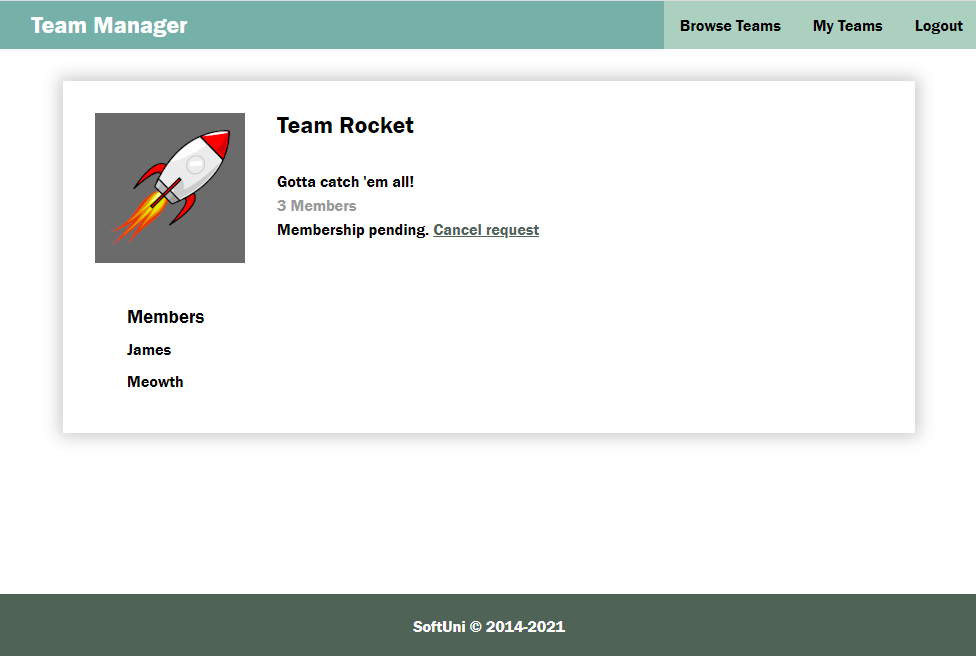 Team Manager
Browse Teams
My Teams
Logout
Team Rocket
Gotta catch 'em all!
3 Members
Membership pending. Cancel request
Members
James
Meowth
SoftUni © 2014-2021